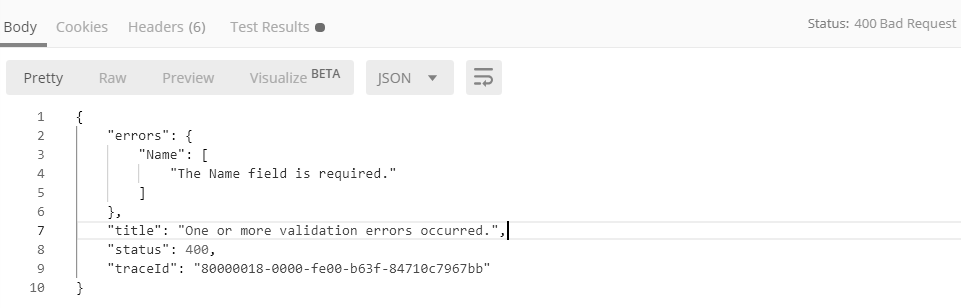 Body Cookies Headers (6) Test Results Status: 400 Bad Request
Pretty Raw Preview Visualize BETA JSON
1 {
2 "errors": {
3 "Name": [
4 "The Name field is required."
5 ]
6 },
7 "title": "One or more validation errors occurred.",
8 "status": 400,
9 "traceId": "80000018-0000-fe00-b63f-84710c7967bb"
10 }